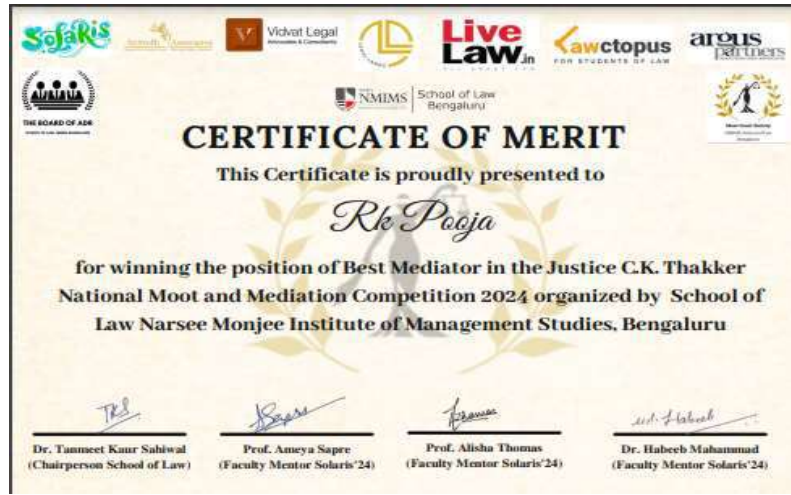 SOLARIS
Vidvat Legal
Advocates & Consultants
Live
Law.in
Lawctopus
FOR STUDENTS OF LAW
argus
partners
THE BOARD OF ADR
NMIMS
School of Law
Bengaluru
CERTIFICATE OF MERIT
This Certificate is proudly presented to
Rk Pooja
for winning the position of Best Mediator in the Justice C.K. Thakker
National Moot and Mediation Competition 2024 organized by School of
Law Narsee Monjee Institute of Management Studies, Bengaluru
Dr. Tanmeet Kaur Sahiwal
(Chairperson School of Law)
Prof. Ameya Sapre
(Faculty Mentor Solaris'24)
Prof. Alisha Thomas
(Faculty Mentor Solaris'24)
Dr. Habeeb Mahammad
(Faculty Mentor Solaris'24)